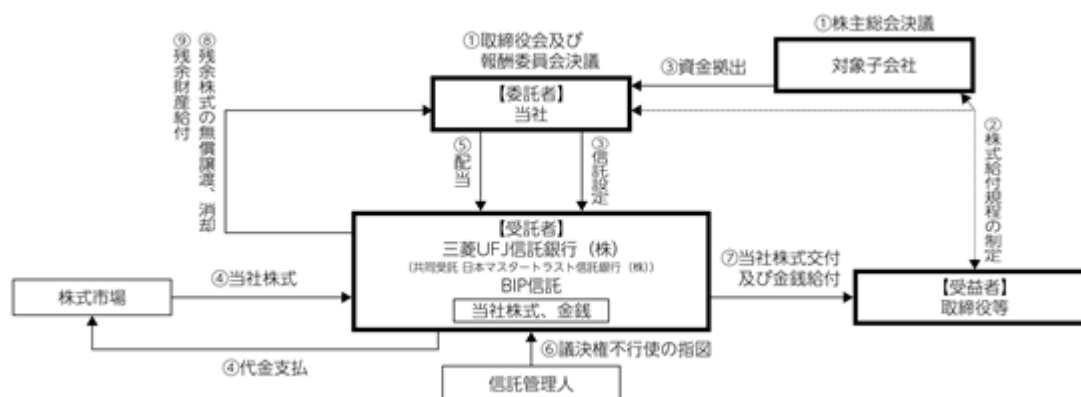 ⑨残余財産給付
⑧残余株式の無償譲渡、消却
①取締役会及び
報酬委員会決議
【委託者】
当社
③資金拠出
①株主総会決議
対象子会社
②株式給付規程の制定
⑤配当
③信託設定
【受託者】
三菱UFJ信託銀行（株）
（共同受託 日本マスタートラスト信託銀行（株））
BIP信託
当社株式、金銭
④当社株式
株式市場
④代金支払
⑦当社株式交付
及び金銭給付
【受益者】
取締役等
⑥議決権不行使の指図
信託管理人